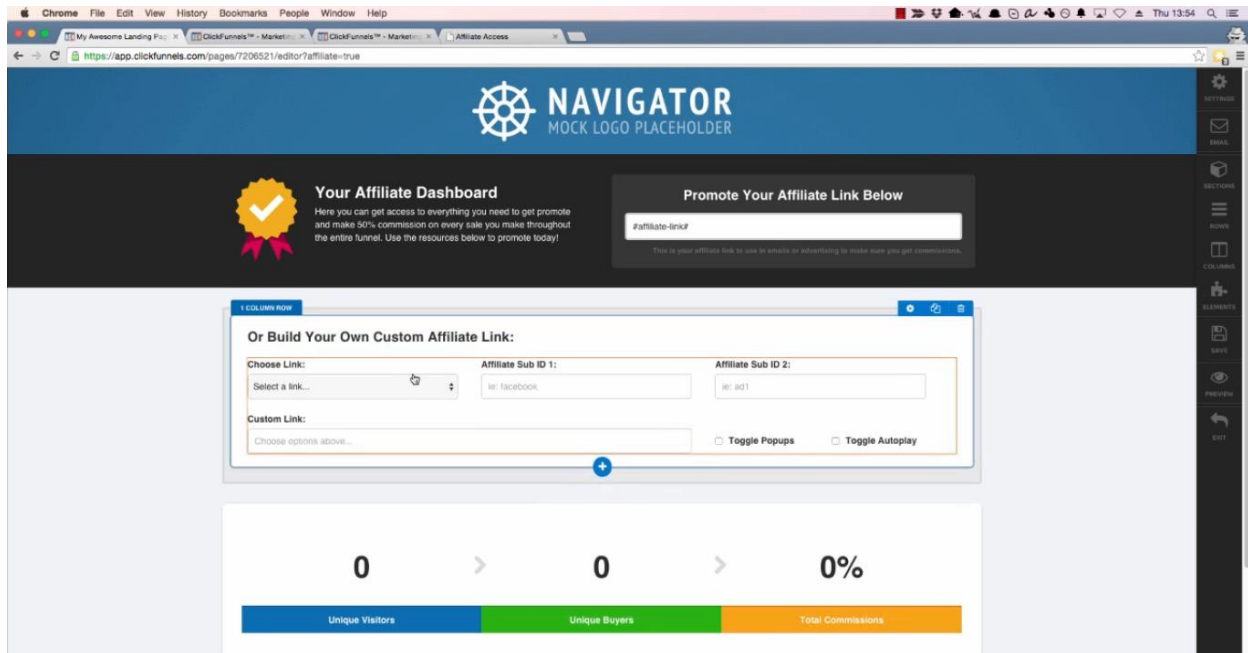 Chrome File Edit View History Bookmarks People Window Help
Thu 13:54
My Awesome Landing Pag
ClickFunnels™ - Marketing
ClickFunnels™ - Marketing
Affiliate Access
https://app.clickfunnels.com/pages/7206521/editor?affiliate=true
NAVIGATOR
MOCK LOGO PLACEHOLDER
SETTINGS
EMAIL
SECTIONS
ROWS
COLUMNS
ELEMENTS
SAVE
PREVIEW
EXIT
Your Affiliate Dashboard
Here you can get access to everything you need to get promote
and make 50% commission on every sale you make throughout
the entire funnel. Use the resources below to promote today!
Promote Your Affiliate Link Below
#affiliate-link#
This is your affiliate link to use in emails or advertising to make sure you get commissions.
1 COLUMN ROW
Or Build Your Own Custom Affiliate Link:
Choose Link:
Select a link...
Affiliate Sub ID 1:
ie: facebook
Affiliate Sub ID 2:
ie: ad1
Custom Link:
Choose options above...
Toggle Popups
Toggle Autoplay
0
0
0%
Unique Visitors
Unique Buyers
Total Commissions